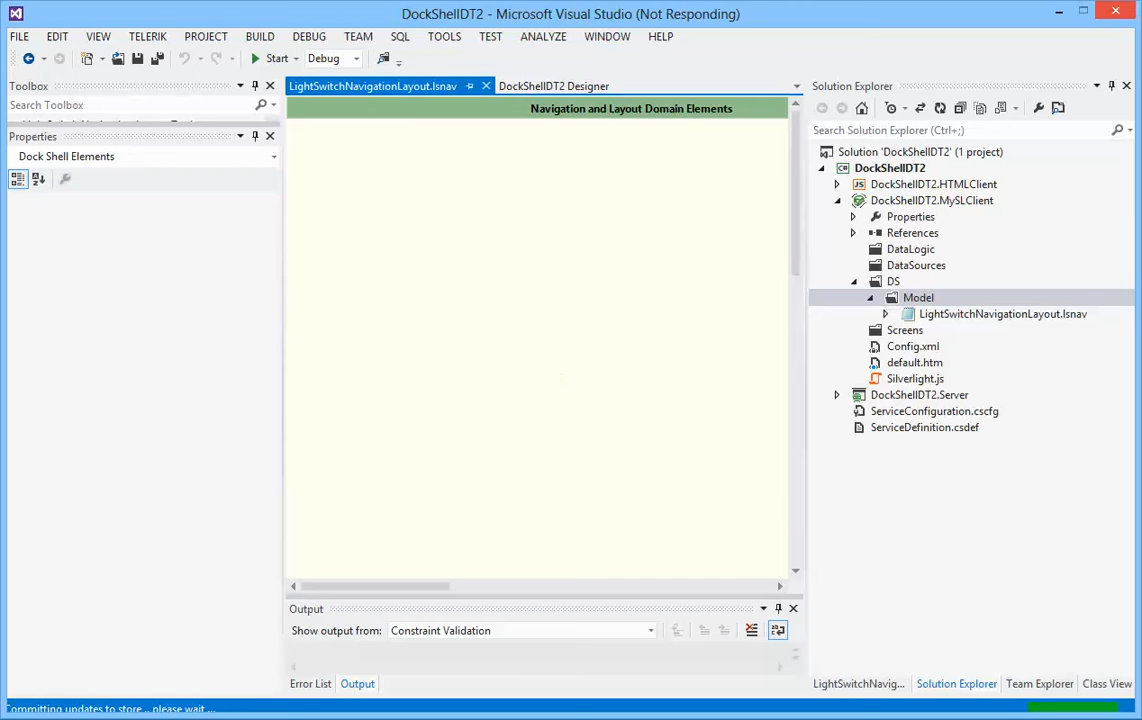 DockShellDT2 - Microsoft Visual Studio (Not Responding)
FILE EDIT VIEW TELERIK PROJECT BUILD DEBUG TEAM SQL TOOLS TEST ANALYZE WINDOW HELP
Start Debug
Toolbox
Search Toolbox
Properties
Dock Shell Elements
LightSwitchNavigationLayout.lsnav DockShellDT2 Designer
Navigation and Layout Domain Elements
Output
Show output from: Constraint Validation
Error List Output
Solution Explorer
Search Solution Explorer (Ctrl+;)
Solution 'DockShellDT2' (1 project)
DockShellDT2
DockShellDT2.HTMLClient
DockShellDT2.MySLClient
Properties
References
DataLogic
DataSources
DS
Model
LightSwitchNavigationLayout.lsnav
Screens
Config.xml
default.htm
Silverlight.js
DockShellDT2.Server
ServiceConfiguration.cscfg
ServiceDefinition.csdef
LightSwitchNavig... Solution Explorer Team Explorer Class View
Committing updates to store .. please wait ...